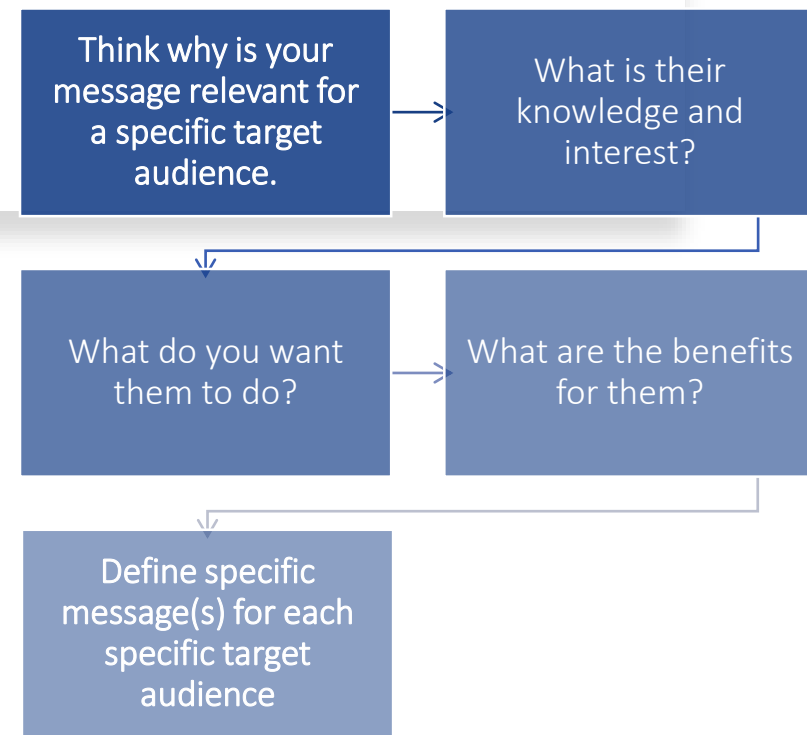 Think why is your
message relevant for
a specific target
audience.
What is their
knowledge and
interest?
What do you want
them to do?
What are the benefits
for them?
Define specific
message(s) for each
specific target
audience